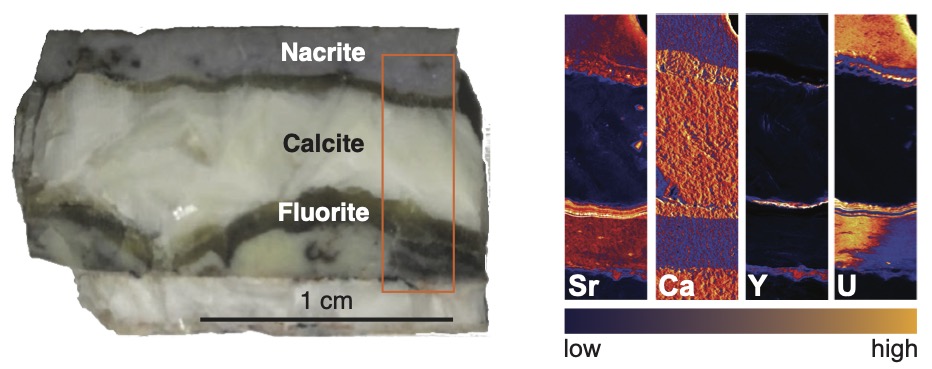 Nacrite
Calcite
Fluorite
1 cm
Sr Ca Y U
low high